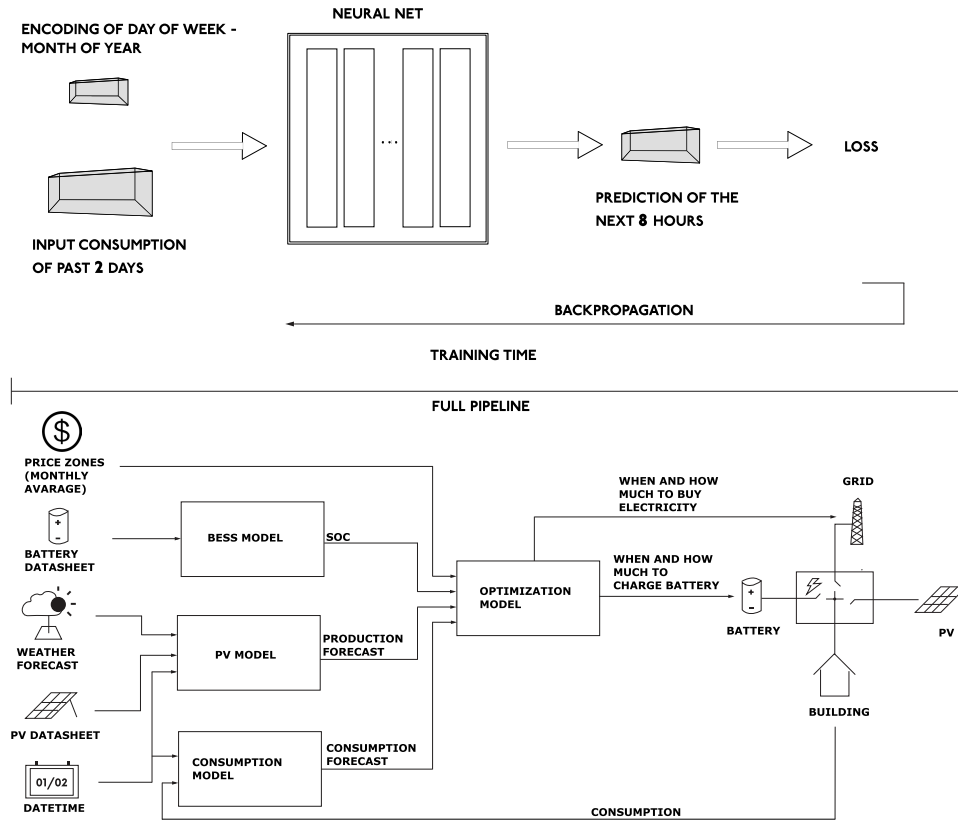 NEURAL NET
ENCODING OF DAY OF WEEK -
MONTH OF YEAR
...
LOSS
PREDICTION OF THE
NEXT 8 HOURS
INPUT CONSUMPTION
OF PAST 2 DAYS
BACKPROPAGATION
TRAINING TIME
FULL PIPELINE
$
PRICE ZONES
(MONTHLY
AVARAGE)
BATTERY
DATASHEET
WEATHER
FORECAST
PV DATASHEET
01/02
DATETIME
BESS MODEL
SOC
PV MODEL
PRODUCTION
FORECAST
CONSUMPTION
MODEL
CONSUMPTION
FORECAST
OPTIMIZATION
MODEL
WHEN AND HOW
MUCH TO BUY
ELECTRICITY
WHEN AND HOW
MUCH TO
CHARGE BATTERY
GRID
BATTERY
PV
BUILDING
CONSUMPTION